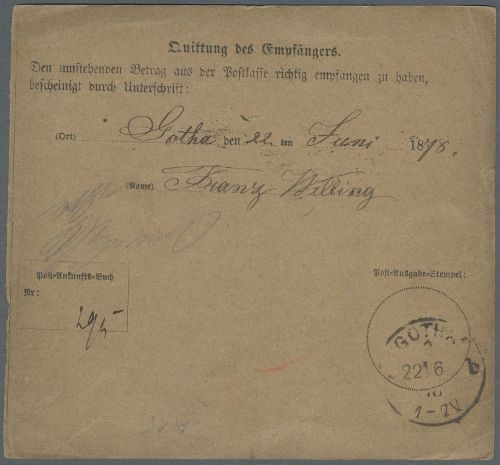 Quittung des Empfängers.
Den umstehenden Betrag aus der Postkasse richtig empfangen zu haben,
bescheinigt durch Unterschrift:
(Ort) Gotha den 22 ten Juni 1878.
(Name) Franz Willing
Post-Ankunfts-Buch
Nr:
295
Post-Ausgabe-Stempel:
GOTHA
22 6
1-2N